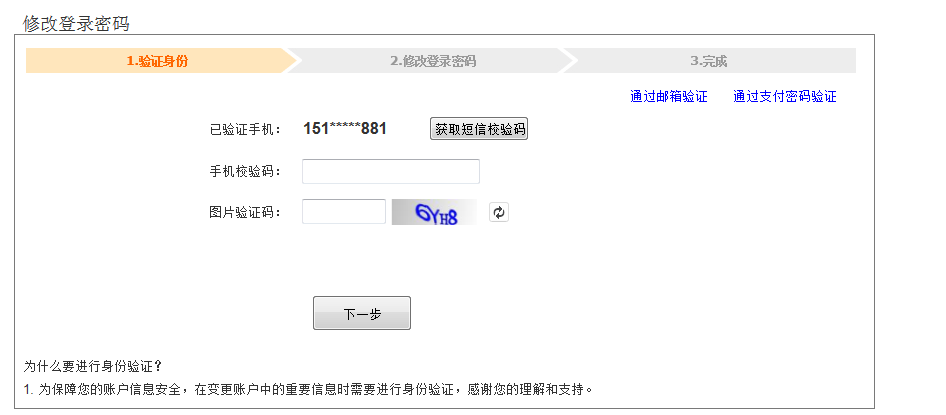 修改登录密码
1.验证身份 2.修改登录密码 3.完成
通过邮箱验证 通过支付密码验证
已验证手机： 151*****881 获取短信校验码
手机校验码：
图片验证码： 6YH8
下一步
为什么要进行身份验证？
1. 为保障您的账户信息安全，在变更账户中的重要信息时需要进行身份验证，感谢您的理解和支持。